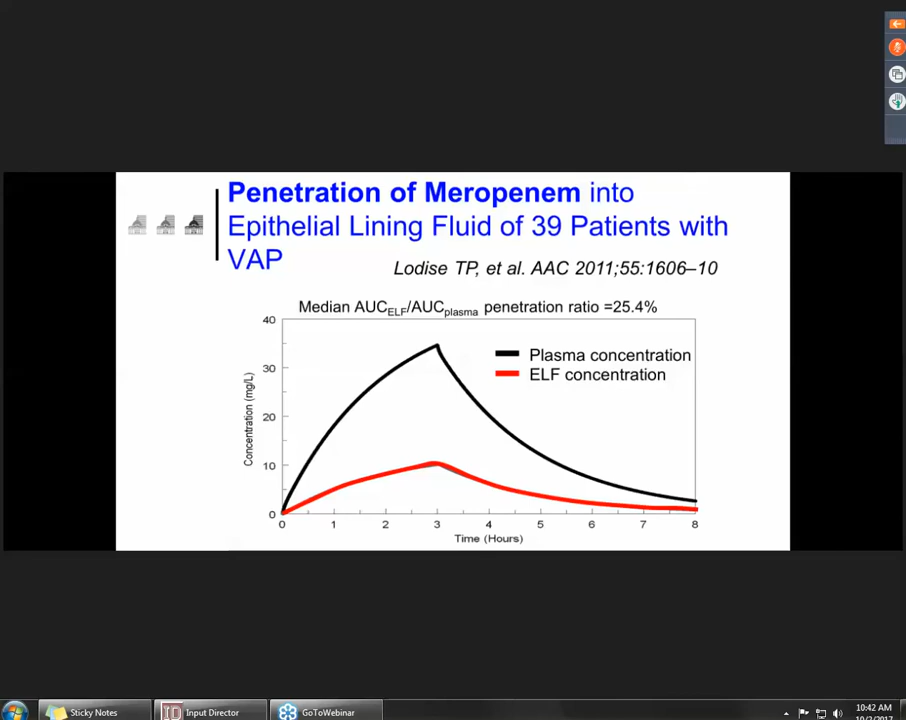 Penetration of Meropenem into
Epithelial Lining Fluid of 39 Patients with
VAP
Lodise TP, et al. AAC 2011;55:1606–10
Median AUCELF/AUCplasma penetration ratio =25.4%
40
30
20
10
0
Concentration (mg/L)
Plasma concentration
ELF concentration
0 1 2 3 4 5 6 7 8
Time (Hours)
Sticky Notes
ID Input Director
GoToWebinar
10:42 AM